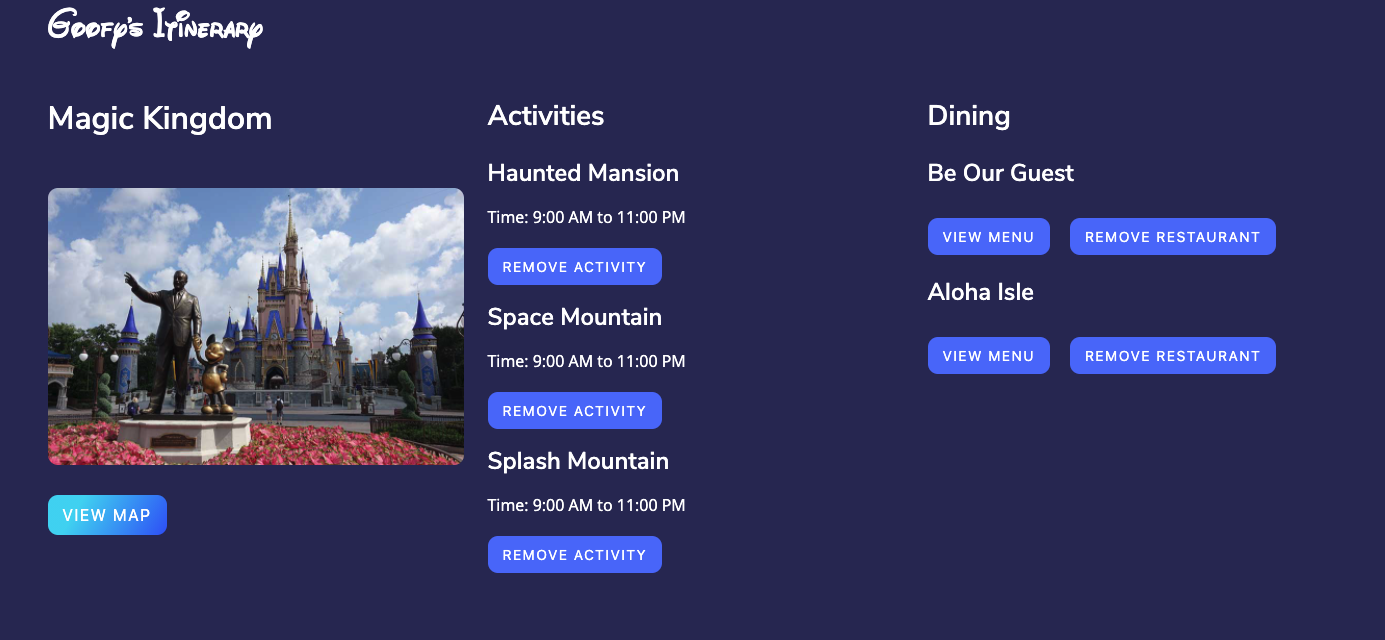 Goofy's Itinerary
Magic Kingdom
VIEW MAP
Activities
Haunted Mansion
Time: 9:00 AM to 11:00 PM
REMOVE ACTIVITY
Space Mountain
Time: 9:00 AM to 11:00 PM
REMOVE ACTIVITY
Splash Mountain
Time: 9:00 AM to 11:00 PM
REMOVE ACTIVITY
Dining
Be Our Guest
VIEW MENU REMOVE RESTAURANT
Aloha Isle
VIEW MENU REMOVE RESTAURANT